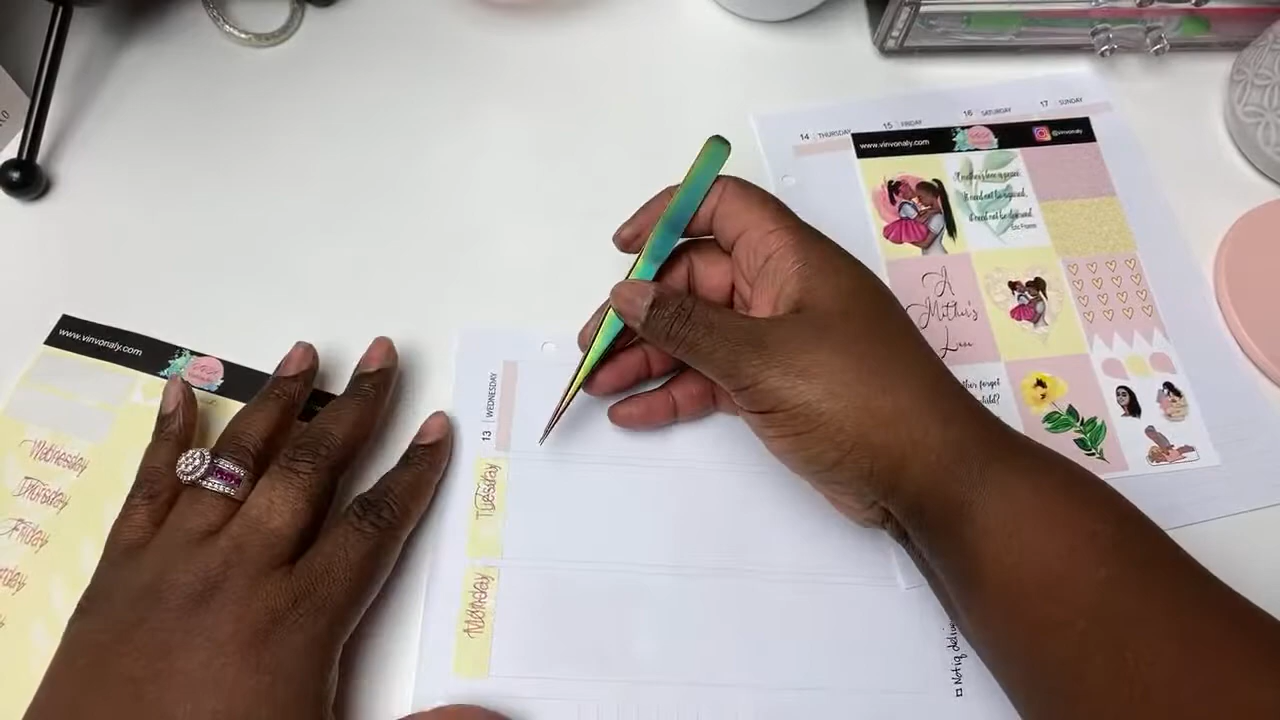 14 THURSDAY
15 FRIDAY
16 SATURDAY
17 SUNDAY
www.vinvonaly.com
@vinvonaly
A mother's love is peace.
It need not be acquired,
it need not be deserved.
A
Mother's
Love
forget
www.vinvonaly.com
Wednesday
Thursday
Friday
13 WEDNESDAY
Tuesday
Monday
Notiq